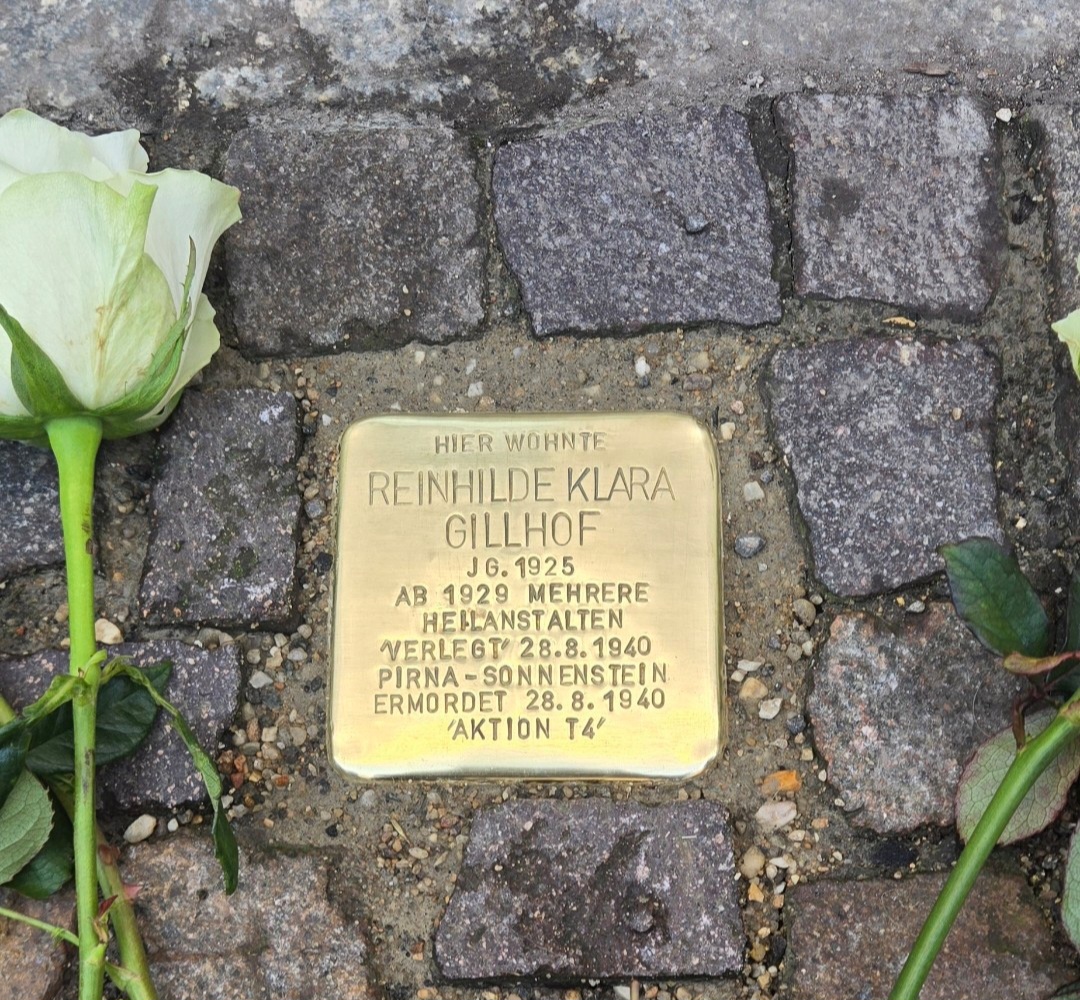 HIER WOHNTE
REINHILDE KLARA
GILLHOF
JG. 1925
AB 1929 MEHRERE
HEILANSTALTEN
'VERLEGT' 28.8.1940
PIRNA-SONNENSTEIN
ERMORDET 28.8.1940
'AKTION T4'